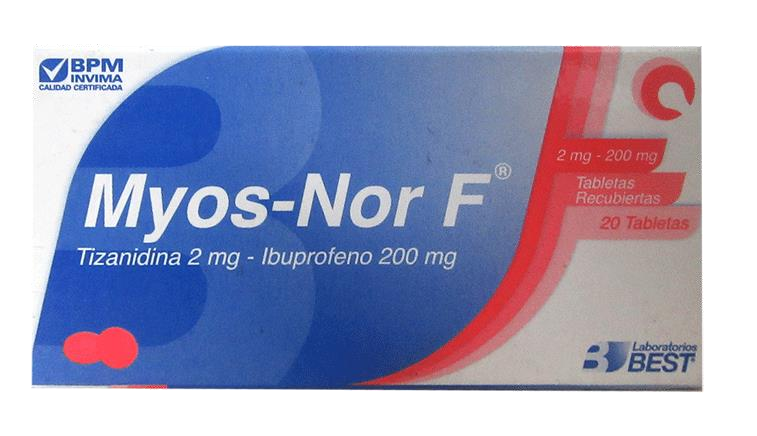 BPM
INVIMA
CALIDAD CERTIFICADA
Myos-Nor F®
Tizanidina 2 mg - Ibuprofeno 200 mg
2 mg - 200 mg
Tabletas
Recubiertas
20 Tabletas
Laboratorios
BEST